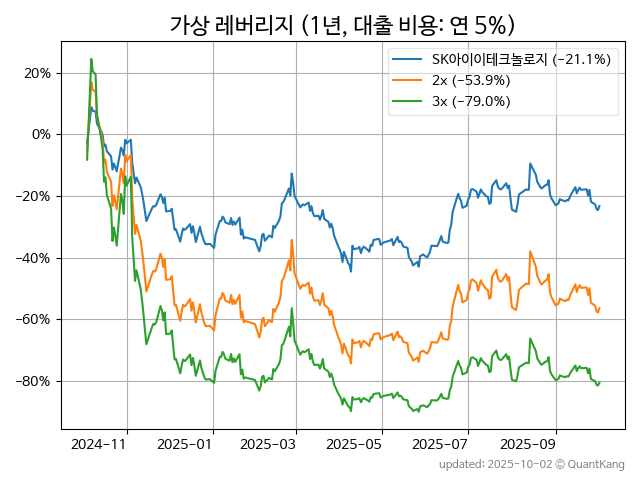 가상 레버리지 (1년, 대출 비용: 연 5%)
SK아이이테크놀로지 (−21.1%)
2x (−53.9%)
3x (−79.0%)
20%
0%
−20%
−40%
−60%
−80%
2024-11
2025-01
2025-03
2025-05
2025-07
2025-09
updated: 2025-10-02 © QuantKang